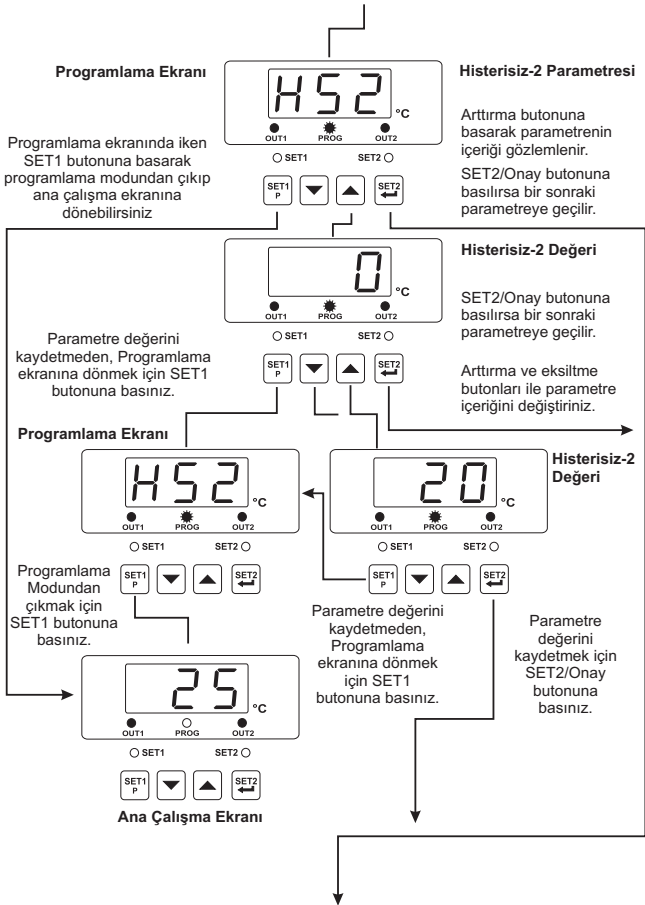 Programlama Ekranı
HS2
°C
OUT1 PROG OUT2
SET1 SET2
SET1 P SET2
Histerisiz-2 Parametresi
Arttırma butonuna
basarak parametrenin
içeriği gözlemlenir.
SET2/Onay butonuna
basılırsa bir sonraki
parametreye geçilir.
Programlama ekranında iken
SET1 butonuna basarak
programlama modundan çıkıp
ana çalışma ekranına
dönebilirsiniz
0
°C
OUT1 PROG OUT2
SET1 SET2
SET1 P SET2
Histerisiz-2 Değeri
SET2/Onay butonuna
basılırsa bir sonraki
parametreye geçilir.
Arttırma ve eksiltme
butonları ile parametre
içeriğini değiştiriniz.
Parametre değerini
kaydetmeden, Programlama
ekranına dönmek için SET1
butonuna basınız.
Programlama Ekranı
HS2
°C
OUT1 PROG OUT2
SET1 SET2
SET1 P SET2
20
°C
OUT1 PROG OUT2
SET1 SET2
SET1 P SET2
Histerisiz-2
Değeri
Programlama
Modundan
çıkmak için
SET1 butonuna
basınız.
Parametre değerini
kaydetmeden,
Programlama
ekranına dönmek
için SET1
butonuna basınız.
Parametre
değerini
kaydetmek için
SET2/Onay
butonuna
basınız.
25
°C
OUT1 PROG OUT2
SET1 SET2
SET1 P SET2
Ana Çalışma Ekranı